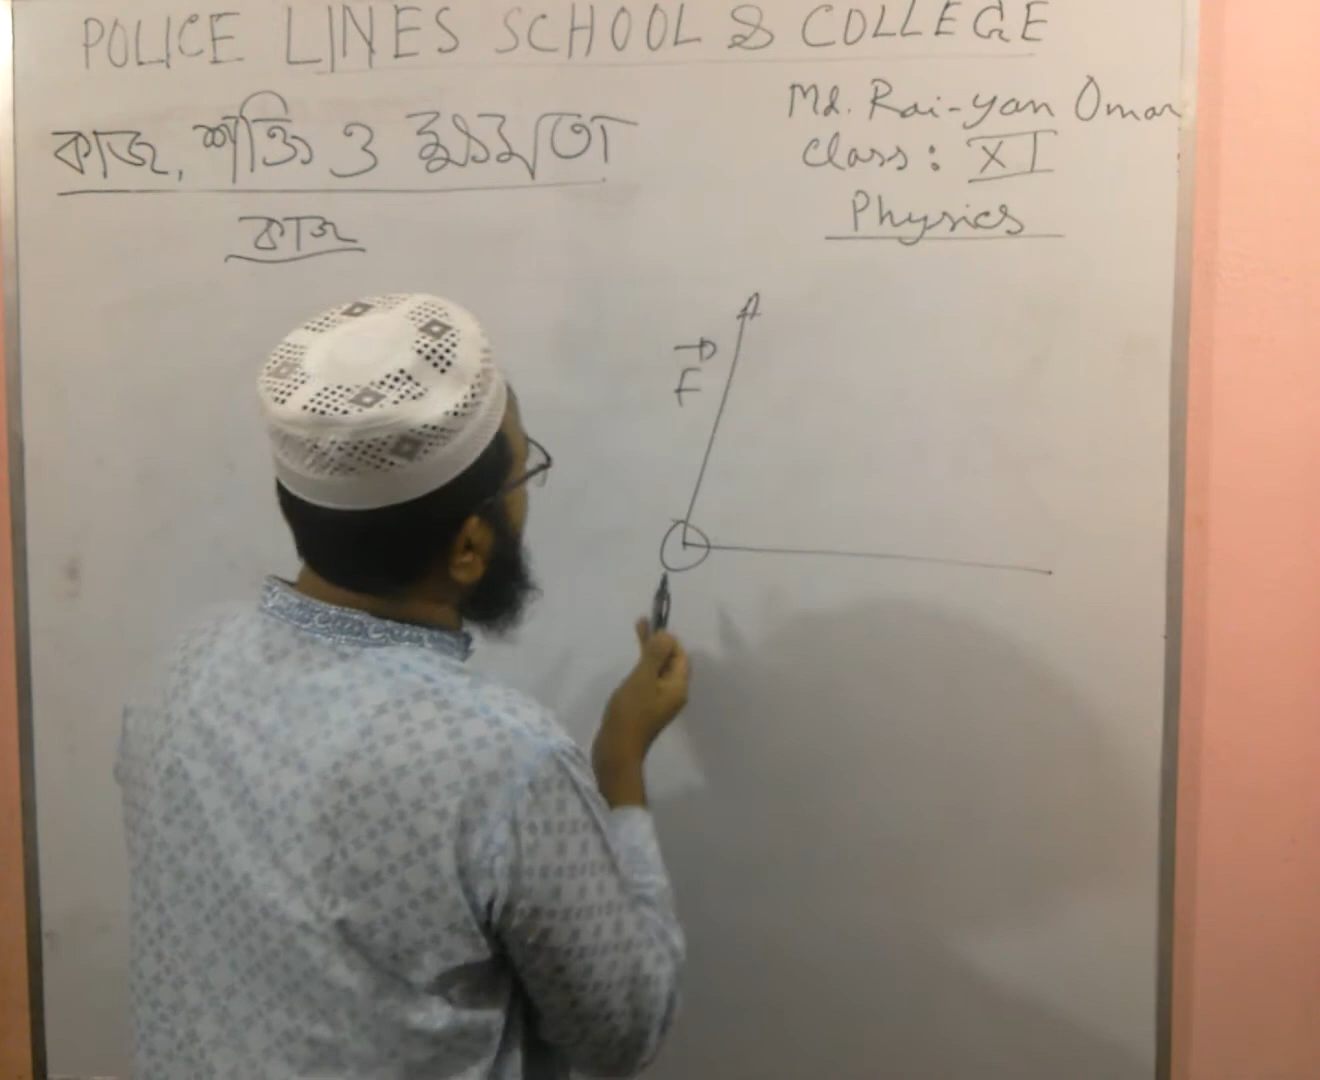 POLICE LINES SCHOOL & COLLEGE
Md. Rai-yan Omar
কাজ, শক্তি ও ক্ষমতা
Class: XI
Physics
কাজ
F